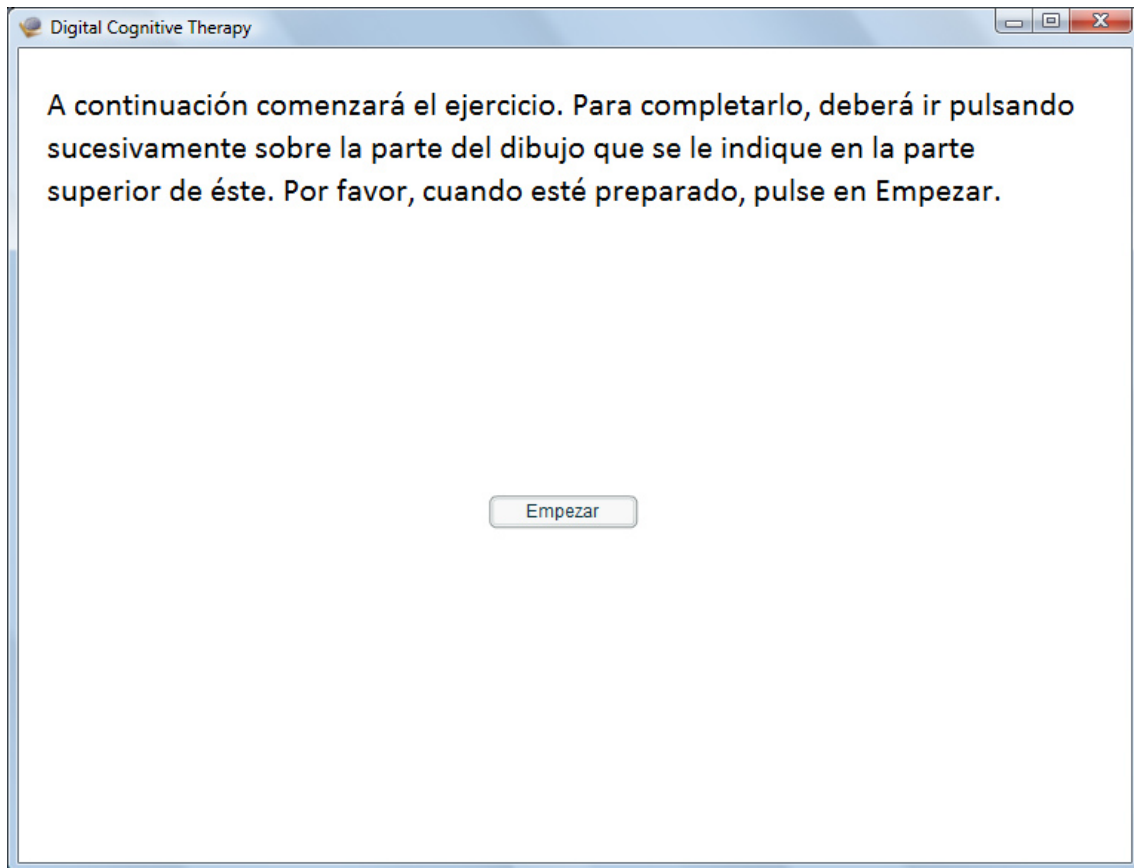 Digital Cognitive Therapy
A continuación comenzará el ejercicio. Para completarlo, deberá ir pulsando
sucesivamente sobre la parte del dibujo que se le indique en la parte
superior de éste. Por favor, cuando esté preparado, pulse en Empezar.
Empezar